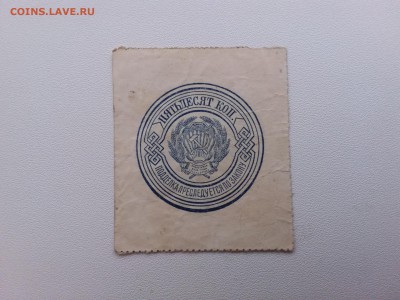 COINS.LAVE.RU
ПЯТЬДЕСЯТ КОП.
ПОДДЕЛКА ПРЕСЛЕДУЕТСЯ ПО ЗАКОНУ